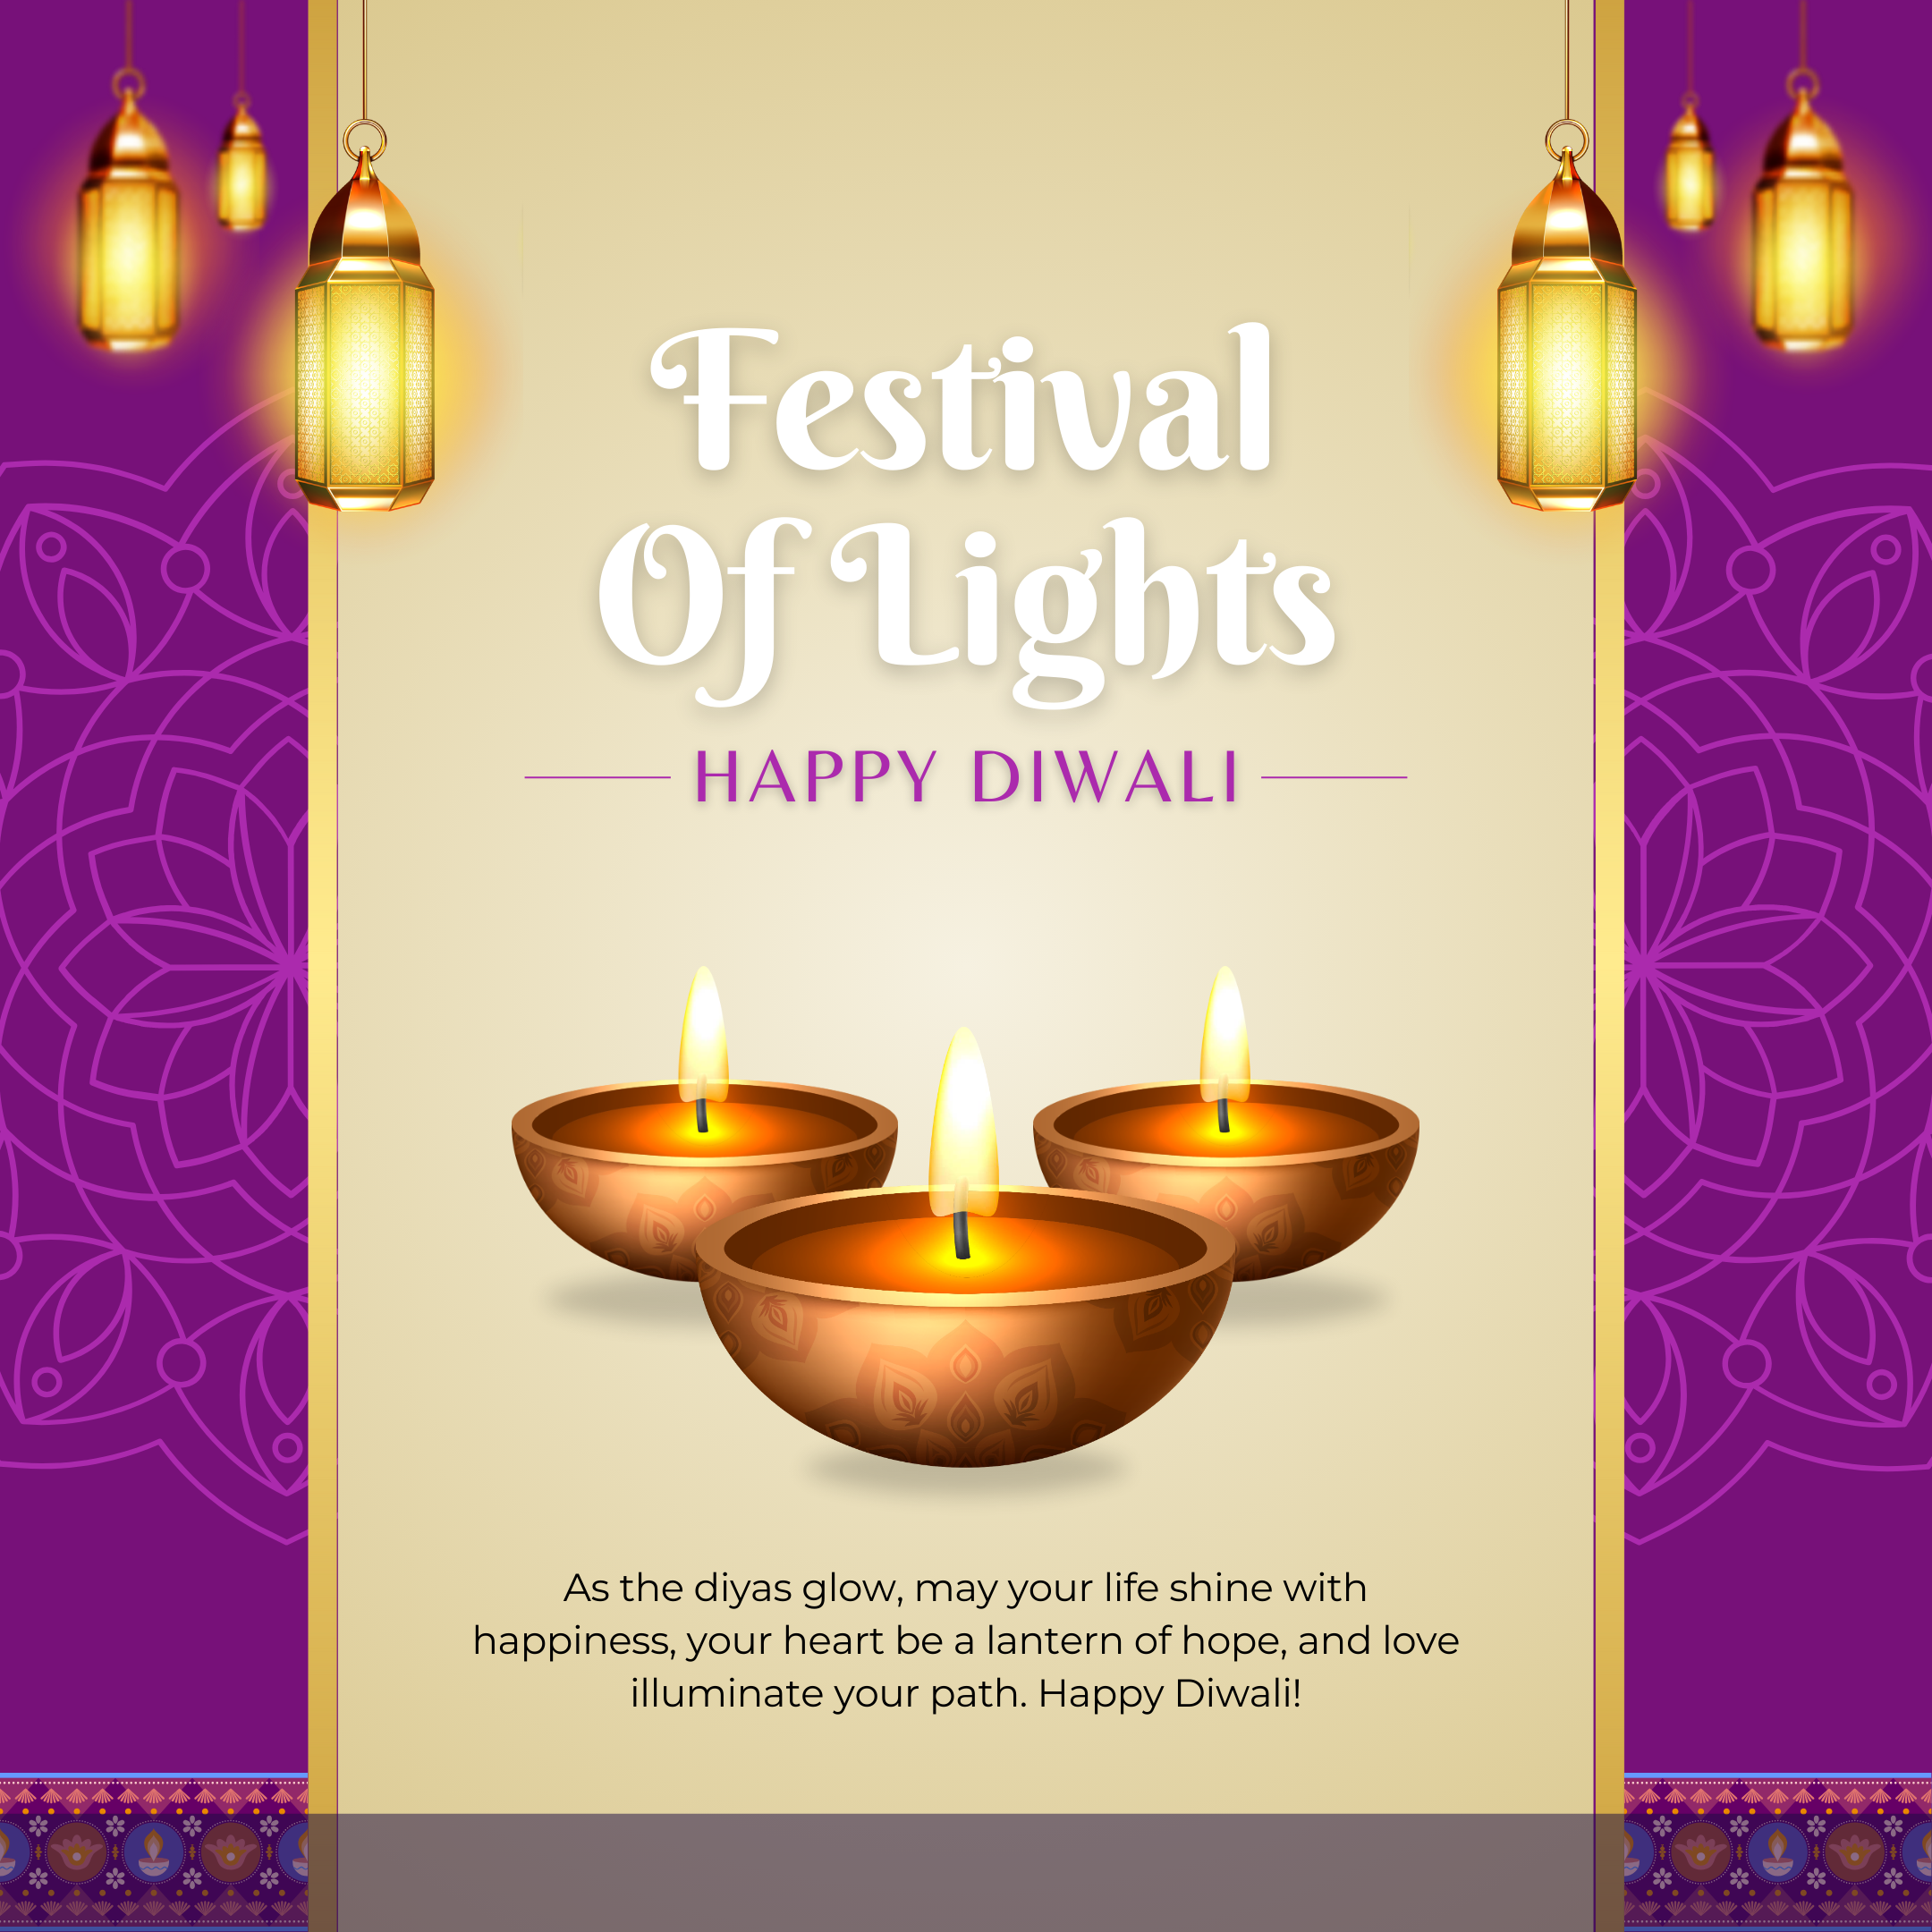 Festival
Of Lights
HAPPY DIWALI
As the diyas glow, may your life shine with
happiness, your heart be a lantern of hope, and love
illuminate your path. Happy Diwali!